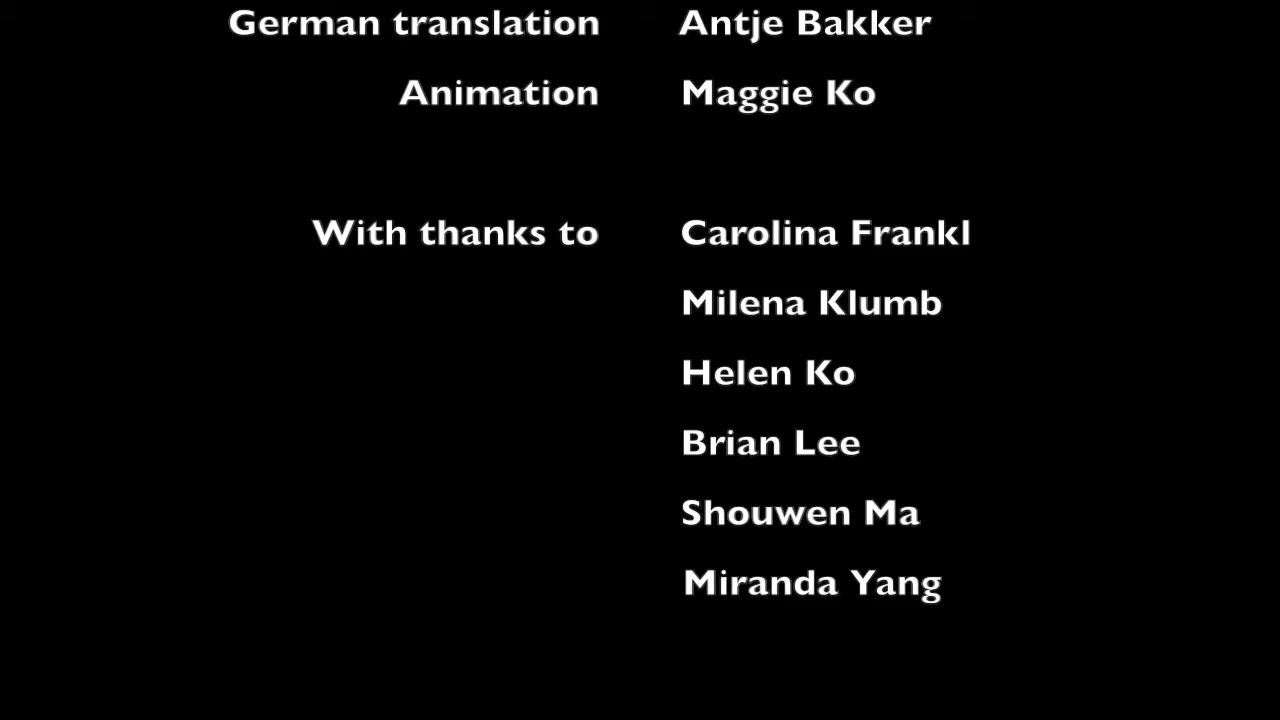 German translation Antje Bakker
Animation Maggie Ko
With thanks to Carolina Frankl
Milena Klumb
Helen Ko
Brian Lee
Shouwen Ma
Miranda Yang